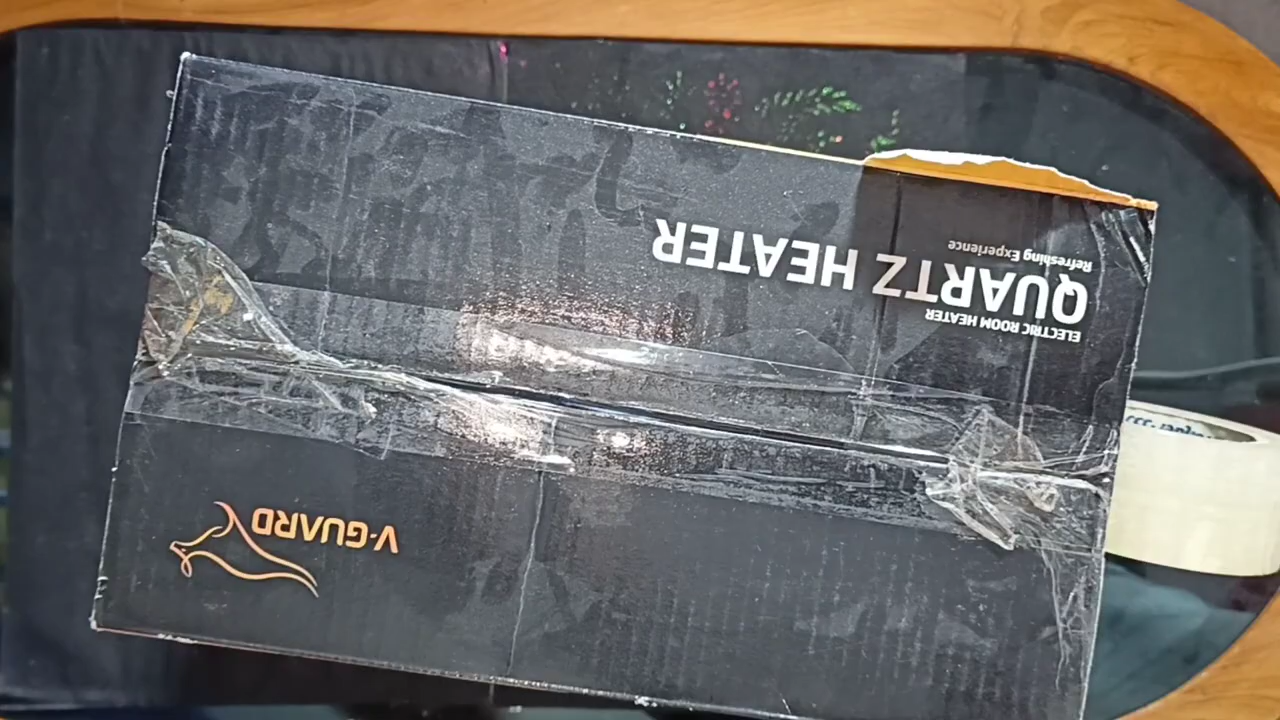 ELECTRIC ROOM HEATER
QUARTZ HEATER
Refreshing Experience
V-GUARD